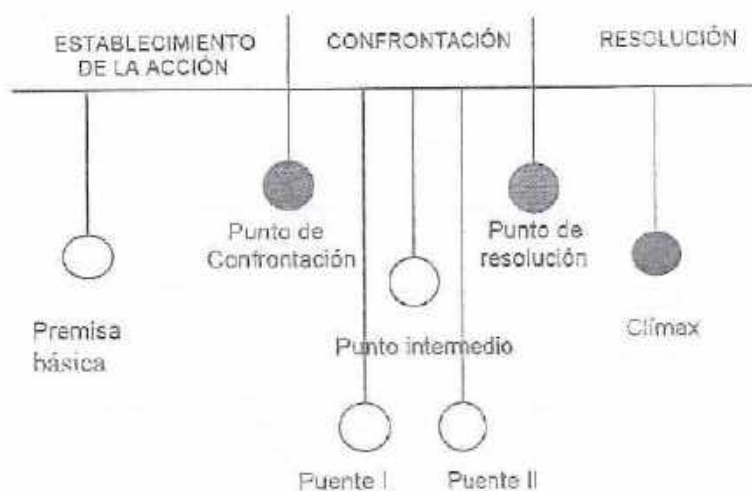 ESTABLECIMIENTO
DE LA ACCIÓN
CONFRONTACIÓN
RESOLUCIÓN
Punto de
Confrontación
Punto de
resolución
Premisa
básica
Punto intermedio
Clímax
Puente I
Puente II